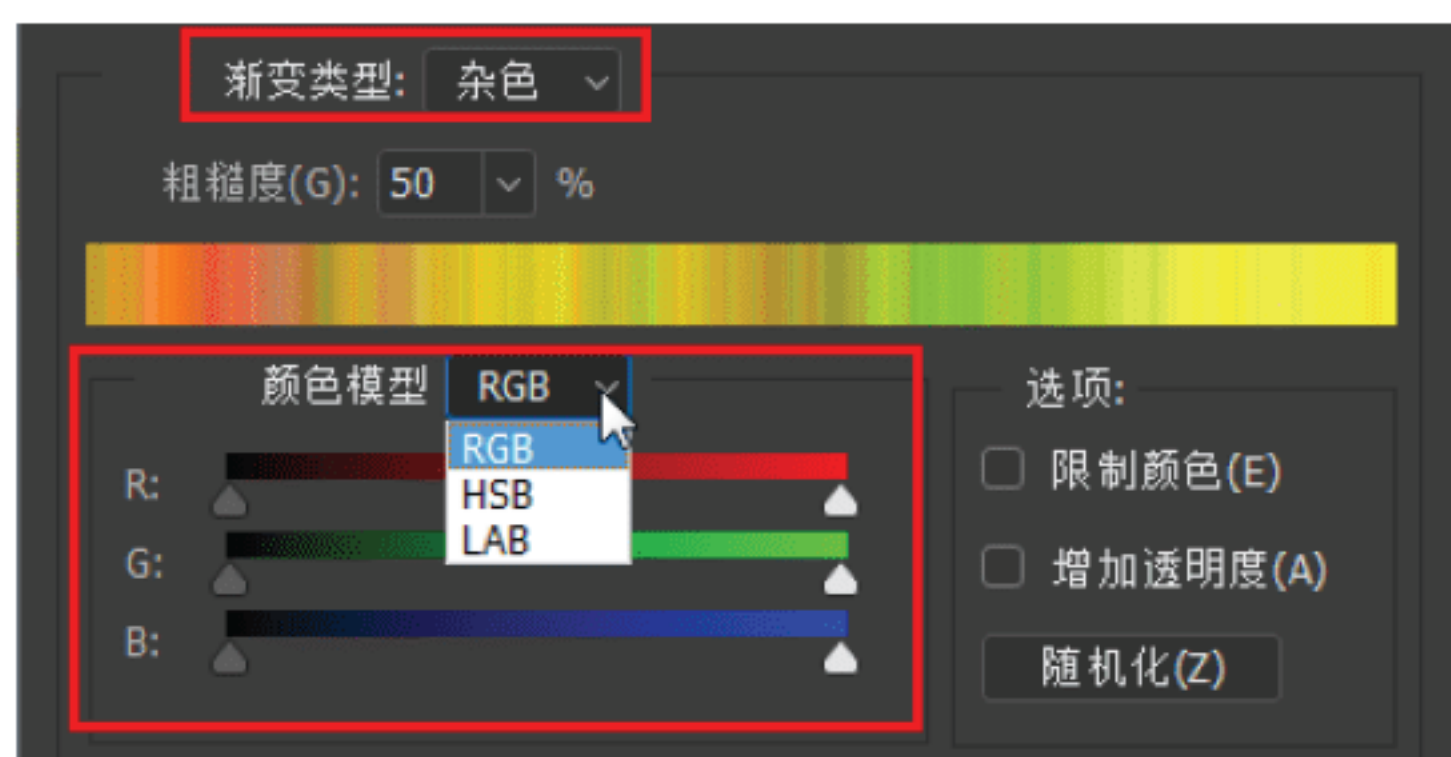 渐变类型: 杂色
粗糙度(G): 50 %
颜色模型 RGB
RGB
HSB
LAB
R:
G:
B:
选项:
限制颜色(E)
增加透明度(A)
随机化(Z)